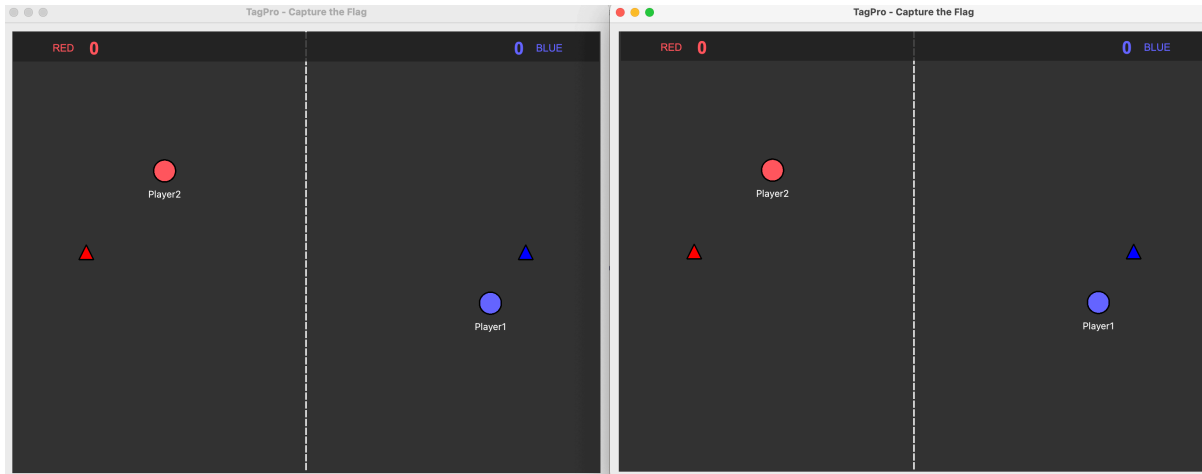 TagPro - Capture the Flag
RED 0
0 BLUE
Player2
Player1
TagPro - Capture the Flag
RED 0
0 BLUE
Player2
Player1